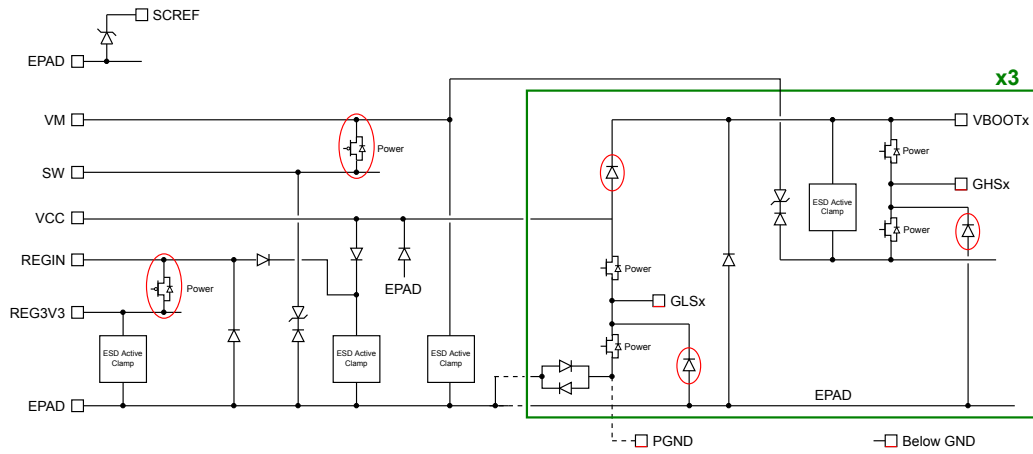 SCREF
EPAD
x3
VM
VBOOTx
Power
Power
SW
GHSx
ESD Active
Clamp
VCC
Power
REGIN
Power
EPAD
Power
GLSx
REG3V3
Power
ESD Active
Clamp
ESD Active
Clamp
ESD Active
Clamp
EPAD
EPAD
PGND
Below GND